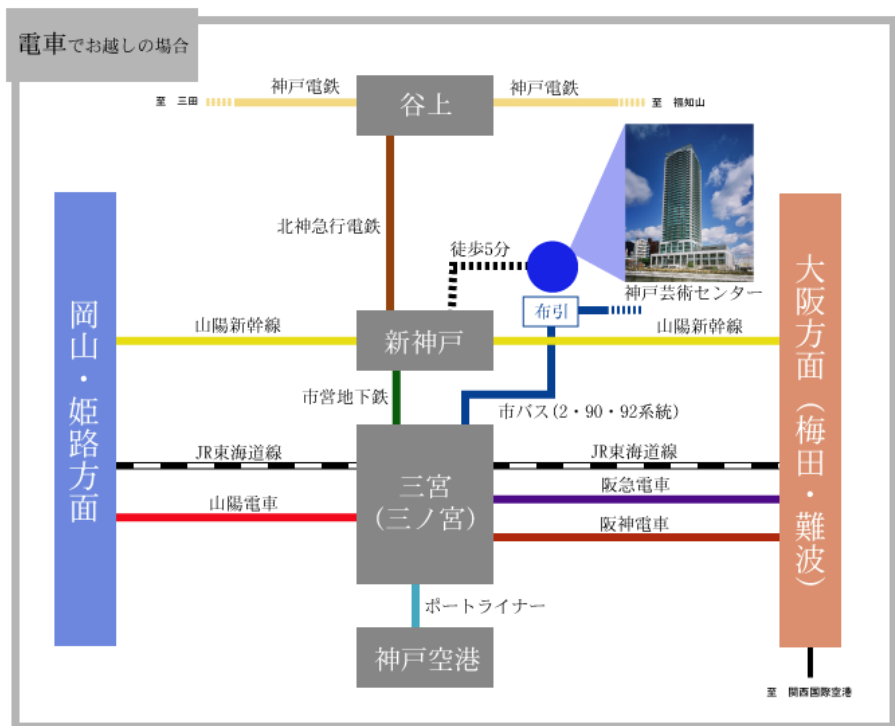 電車でお越しの場合
神戸電鉄
神戸電鉄
至 三田
谷上
至 福知山
北神急行電鉄
徒歩5分
神戸芸術センター
布引
岡山・姫路方面
大阪方面（梅田・難波）
山陽新幹線
新神戸
山陽新幹線
市営地下鉄
市バス(2・90・92系統)
JR東海道線
JR東海道線
三宮
(三ノ宮)
阪急電車
山陽電車
阪神電車
ポートライナー
神戸空港
至 関西国際空港